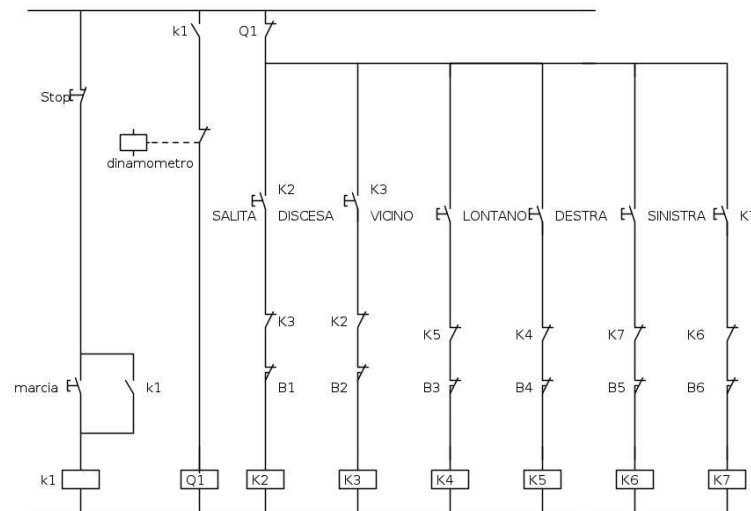 k1
Q1
Stop
dinamometro
K2
K3
SALITA
DISCESA
VICINO
LONTANO
DESTRA
SINISTRA
K3
K2
K5
K4
K7
K6
marcia
k1
B1
B2
B3
B4
B5
B6
k1
Q1
K2
K3
K4
K5
K6
K7